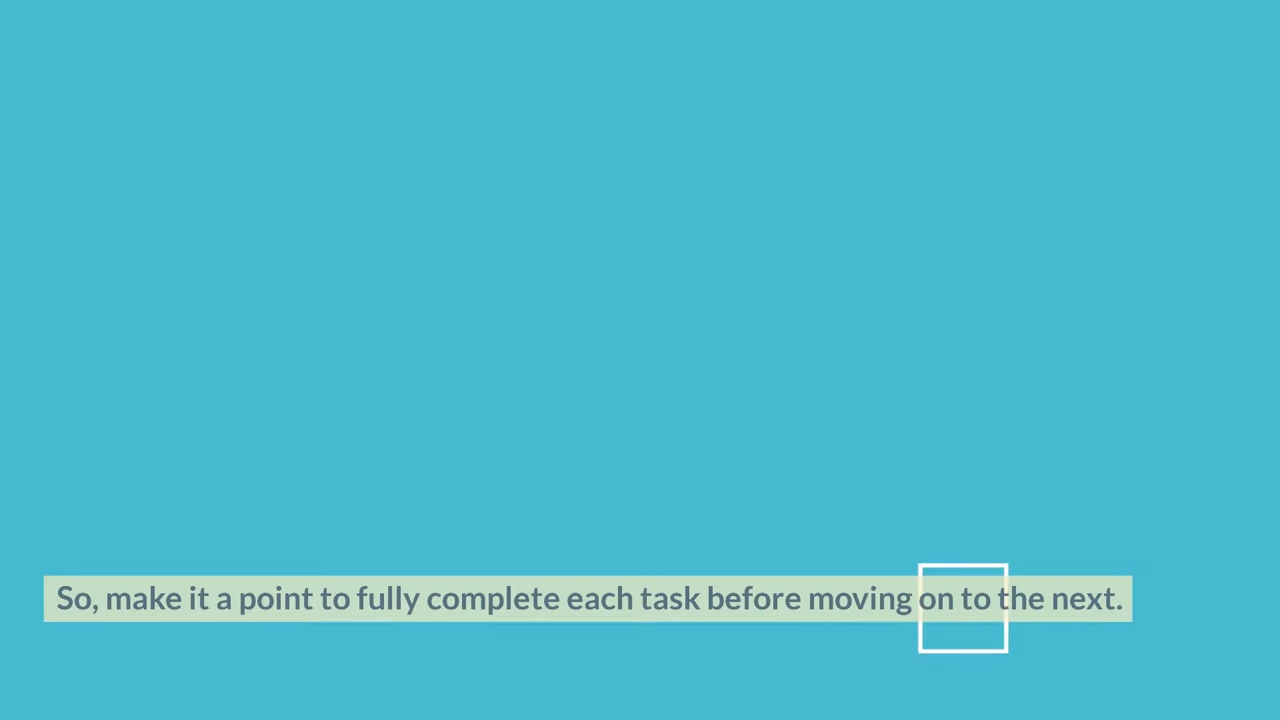 So, make it a point to fully complete each task before moving on to the next.